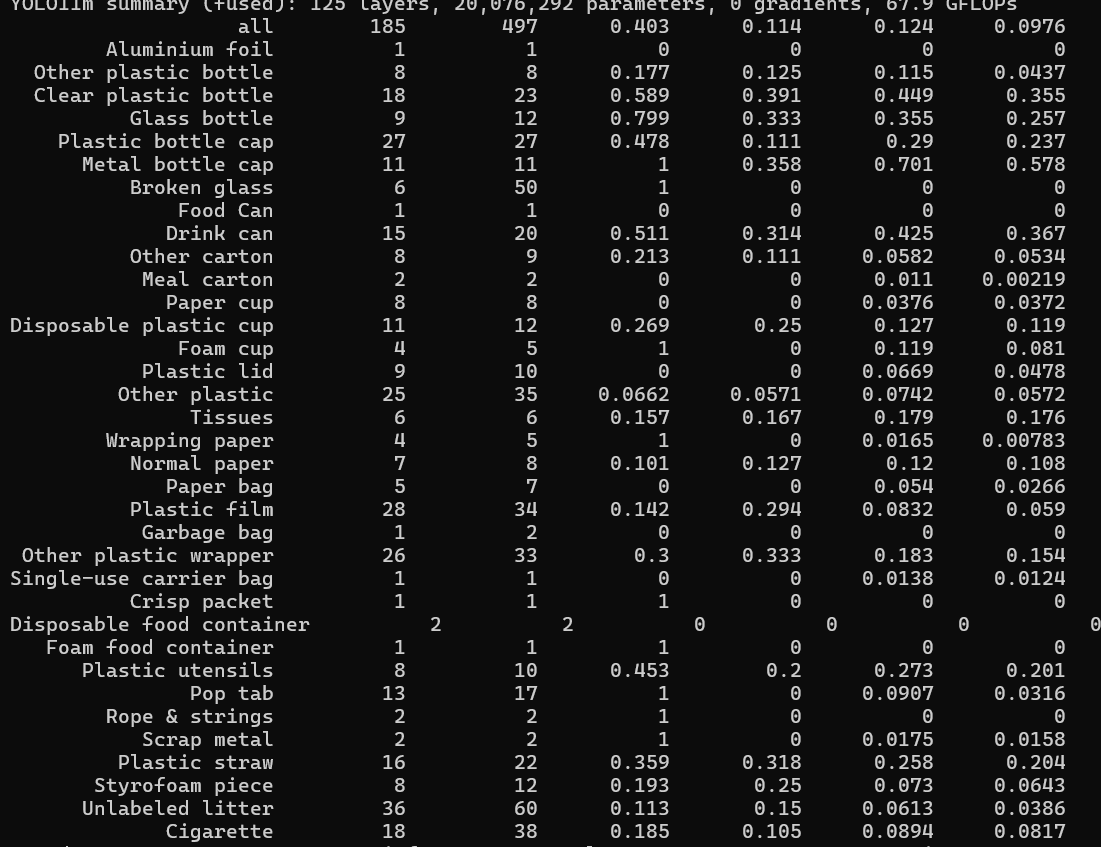 YOLO11m summary (fused): 125 layers, 20,076,292 parameters, 0 gradients, 67.9 GFLOPs
all 185 497 0.403 0.114 0.124 0.0976
Aluminium foil 1 1 0 0 0 0
Other plastic bottle 8 8 0.177 0.125 0.115 0.0437
Clear plastic bottle 18 23 0.589 0.391 0.449 0.355
Glass bottle 9 12 0.799 0.333 0.355 0.257
Plastic bottle cap 27 27 0.478 0.111 0.29 0.237
Metal bottle cap 11 11 1 0.358 0.701 0.578
Broken glass 6 50 1 0 0 0
Food Can 1 1 0 0 0 0
Drink can 15 20 0.511 0.314 0.425 0.367
Other carton 8 9 0.213 0.111 0.0582 0.0534
Meal carton 2 2 0 0 0.011 0.00219
Paper cup 8 8 0 0 0.0376 0.0372
Disposable plastic cup 11 12 0.269 0.25 0.127 0.119
Foam cup 4 5 1 0 0.119 0.081
Plastic lid 9 10 0 0 0.0669 0.0478
Other plastic 25 35 0.0662 0.0571 0.0742 0.0572
Tissues 6 6 0.157 0.167 0.179 0.176
Wrapping paper 4 5 1 0 0.0165 0.00783
Normal paper 7 8 0.101 0.127 0.12 0.108
Paper bag 5 7 0 0 0.054 0.0266
Plastic film 28 34 0.142 0.294 0.0832 0.059
Garbage bag 1 2 0 0 0 0
Other plastic wrapper 26 33 0.3 0.333 0.183 0.154
Single-use carrier bag 1 1 0 0 0.0138 0.0124
Crisp packet 1 1 1 0 0 0
Disposable food container 2 2 0 0 0 0
Foam food container 1 1 1 0 0 0
Plastic utensils 8 10 0.453 0.2 0.273 0.201
Pop tab 13 17 1 0 0.0907 0.0316
Rope & strings 2 2 1 0 0 0
Scrap metal 2 2 1 0 0.0175 0.0158
Plastic straw 16 22 0.359 0.318 0.258 0.204
Styrofoam piece 8 12 0.193 0.25 0.073 0.0643
Unlabeled litter 36 60 0.113 0.15 0.0613 0.0386
Cigarette 18 38 0.185 0.105 0.0894 0.0817